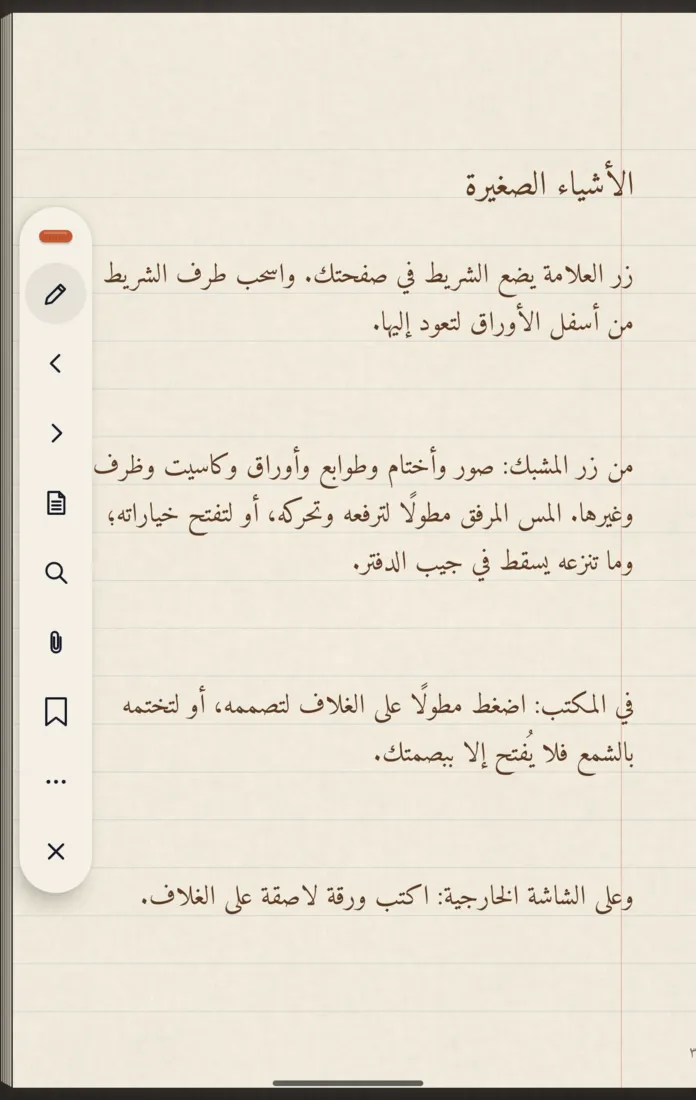 الأشياء الصغيرة
زر العلامة يضع الشريط في صفحتك. واسحب طرف الشريط
من أسفل الأوراق لتعود إليها.
من زر المشبك: صور وأختام وطوابع وأوراق وكاسيت وظرف
وغيرها. المس المرفق مطولًا لترفعه وتحركه، أو لتفتح خياراته؛
وما تنزعه يسقط في جيب الدفتر.
في المكتب: اضغط مطولًا على الغلاف لتصممه، أو لتختمه
بالشمع فلا يُفتح إلا ببصمتك.
وعلى الشاشة الخارجية: اكتب ورقة لاصقة على الغلاف.
٣